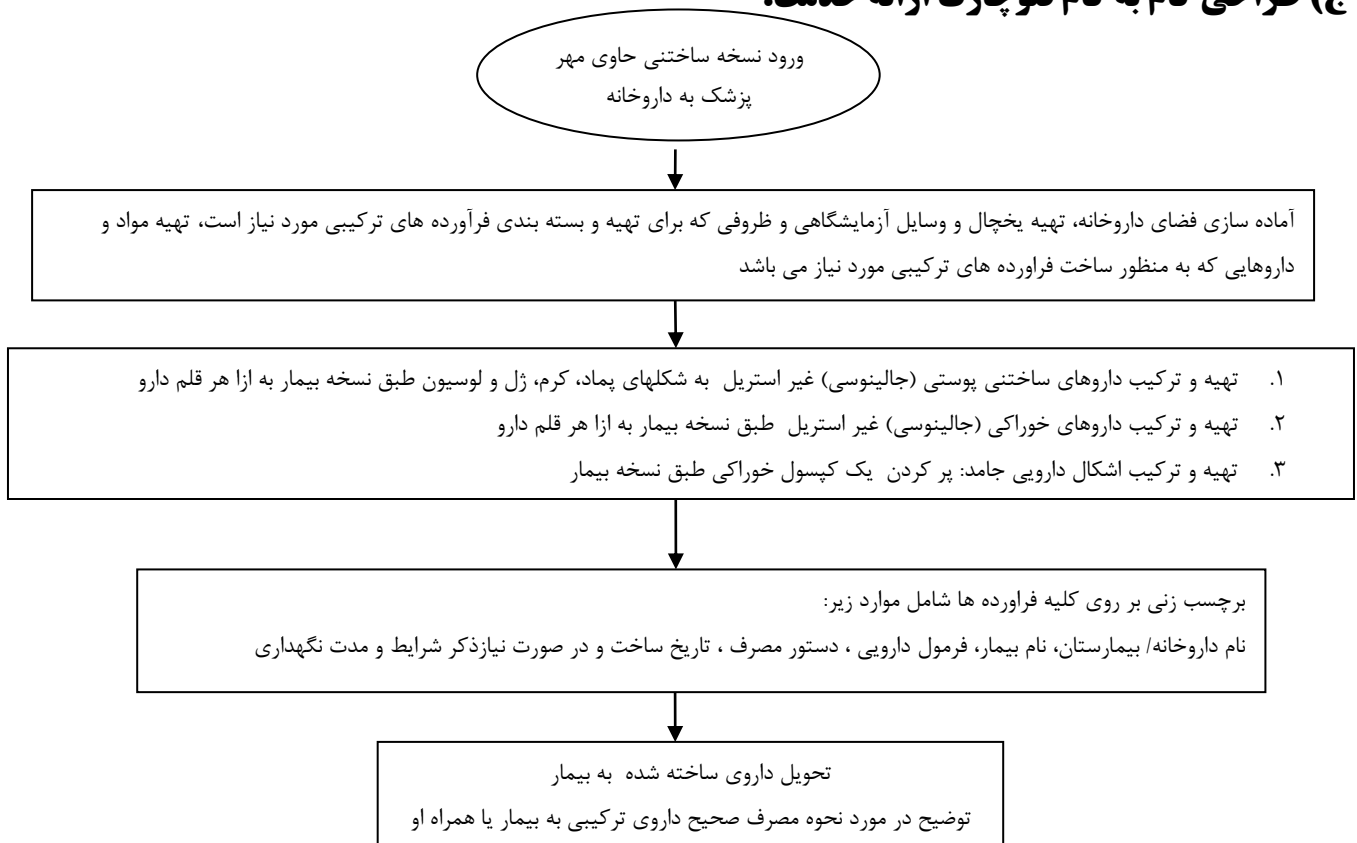 ج) طراحی گام به گام فلوچارت ارائه خدمت:
ورود نسخه ساختنی حاوی مهر
پزشک به داروخانه
آماده سازی فضای داروخانه، تهیه یخچال و وسایل آزمایشگاهی و ظروفی که برای تهیه و بسته بندی فرآورده های ترکیبی مورد نیاز است، تهیه مواد و
داروهایی که به منظور ساخت فراورده های ترکیبی مورد نیاز می باشد
۱. تهیه و ترکیب داروهای ساختنی پوستی (جالینوسی) غیر استریل به شکلهای پماد، کرم، ژل و لوسیون طبق نسخه بیمار به ازا هر قلم دارو
۲. تهیه و ترکیب داروهای خوراکی (جالینوسی) غیر استریل طبق نسخه بیمار به ازا هر قلم دارو
۳. تهیه و ترکیب اشکال دارویی جامد: پر کردن یک کپسول خوراکی طبق نسخه بیمار
برچسب زنی بر روی کلیه فراورده ها شامل موارد زیر:
نام داروخانه/ بیمارستان، نام بیمار، فرمول دارویی ، دستور مصرف ، تاریخ ساخت و در صورت نیازذکر شرایط و مدت نگهداری
تحویل داروی ساخته شده به بیمار
توضیح در مورد نحوه مصرف صحیح داروی ترکیبی به بیمار یا همراه او